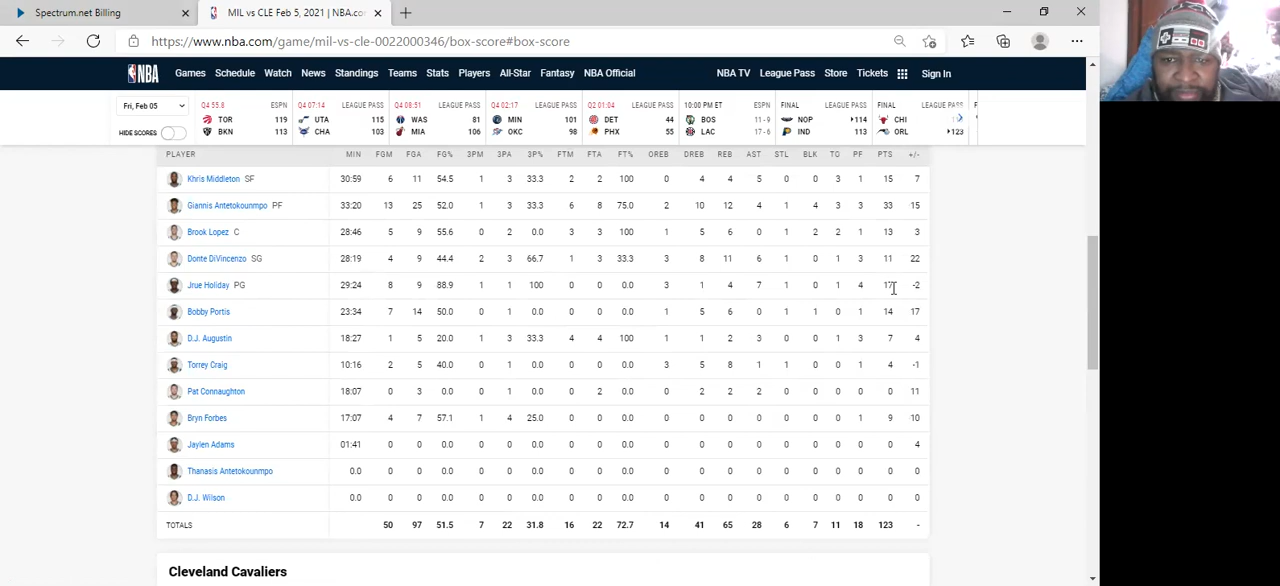 Spectrum.net Billing
MIL vs CLE Feb 5, 2021 | NBA.co
https://www.nba.com/game/mil-vs-cle-0022000346/box-score#box-score
NBA Games Schedule Watch News Standings Teams Stats Players All-Star Fantasy NBA Official NBA TV League Pass Store Tickets Sign In
Fri, Feb 05
HIDE SCORES
Q4 55.8 ESPN
TOR 119
BKN 113
Q4 07:14 LEAGUE PASS
UTA 115
CHA 103
Q4 08:51 LEAGUE PASS
WAS 81
MIA 106
Q4 02:17 LEAGUE PASS
MIN 101
OKC 98
Q2 01:04 LEAGUE PASS
DET 44
PHX 55
10:00 PM ET ESPN
BOS 11 - 9
LAC 17 - 6
FINAL LEAGUE PASS
NOP 114
IND 113
FINAL LEAGUE PASS
CHI
ORL 123
PLAYER MIN FGM FGA FG% 3PM 3PA 3P% FTM FTA FT% OREB DREB REB AST STL BLK TO PF PTS +/-
Khris Middleton SF 30:59 6 11 54.5 1 3 33.3 2 2 100 0 4 4 5 0 0 3 1 15 7
Giannis Antetokounmpo PF 33:20 13 25 52.0 1 3 33.3 6 8 75.0 2 10 12 4 1 4 3 3 33 15
Brook Lopez C 28:46 5 9 55.6 0 2 0.0 3 3 100 1 5 6 0 1 2 2 1 13 3
Donte DiVincenzo SG 28:19 4 9 44.4 2 3 66.7 1 3 33.3 3 8 11 6 1 0 1 3 11 22
Jrue Holiday PG 29:24 8 9 88.9 1 1 100 0 0 0.0 3 1 4 7 1 0 1 4 17 -2
Bobby Portis 23:34 7 14 50.0 0 1 0.0 0 0 0.0 1 5 6 0 1 1 0 1 14 17
D.J. Augustin 18:27 1 5 20.0 1 3 33.3 4 4 100 1 1 2 3 0 0 1 3 7 4
Torrey Craig 10:16 2 5 40.0 0 1 0.0 0 0 0.0 3 5 8 1 1 0 0 1 4 -1
Pat Connaughton 18:07 0 3 0.0 0 1 0.0 0 2 0.0 0 2 2 2 0 0 0 0 0 11
Bryn Forbes 17:07 4 7 57.1 1 4 25.0 0 0 0.0 0 0 0 0 0 0 0 1 9 10
Jaylen Adams 01:41 0 0 0.0 0 0 0.0 0 0 0.0 0 0 0 0 0 0 0 0 0 4
Thanasis Antetokounmpo 0.0 0 0 0.0 0 0 0.0 0 0 0.0 0 0 0 0 0 0 0 0 0 0
D.J. Wilson 0.0 0 0 0.0 0 0 0.0 0 0 0.0 0 0 0 0 0 0 0 0 0 0
TOTALS 50 97 51.5 7 22 31.8 16 22 72.7 14 41 65 28 6 7 11 18 123 -
Cleveland Cavaliers